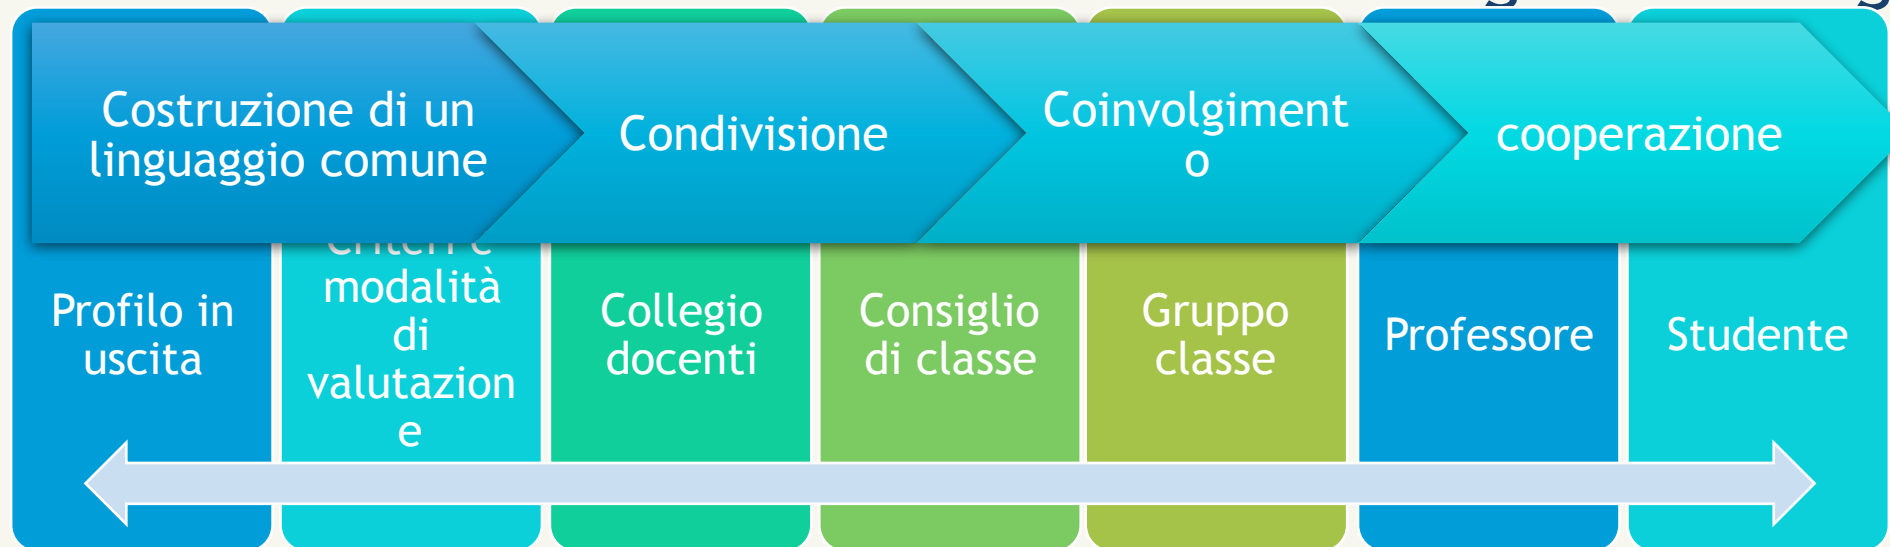 Costruzione di un
linguaggio comune
Condivisione
Coinvolgiment
o
cooperazione
Profilo in
uscita
Criteri e
modalità
di
valutazion
e
Collegio
docenti
Consiglio
di classe
Gruppo
classe
Professore
Studente